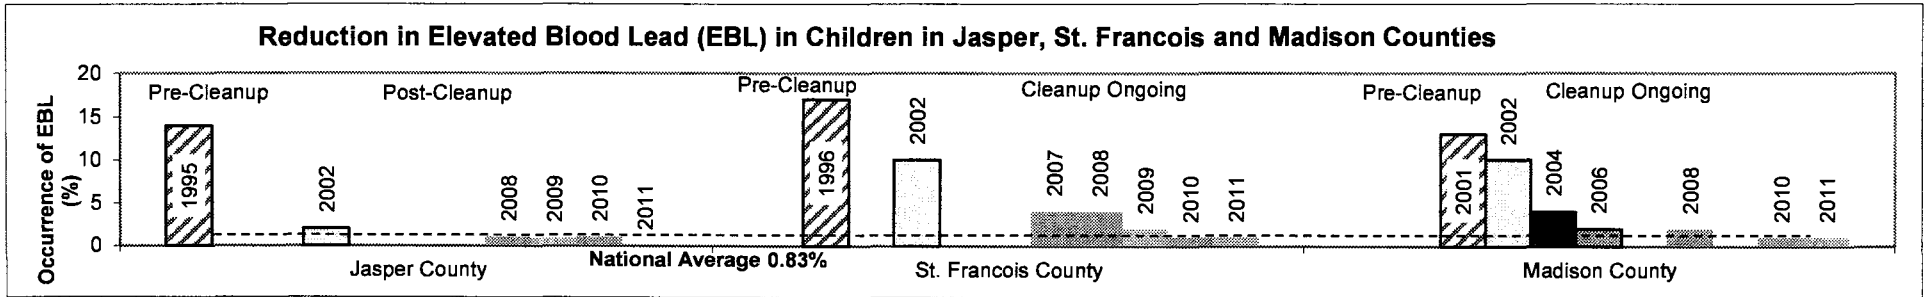 Reduction in Elevated Blood Lead (EBL) in Children in Jasper, St. Francois and Madison Counties
Occurrence of EBL
(%)
20
15
10
5
0
Pre-Cleanup
Post-Cleanup
1995
2002
2008
2009
2010
2011
Jasper County
National Average 0.83%
Pre-Cleanup
Cleanup Ongoing
1996
2002
2007
2008
2009
2010
2011
St. Francois County
Pre-Cleanup
Cleanup Ongoing
2001
2002
2004
2006
2008
2010
2011
Madison County